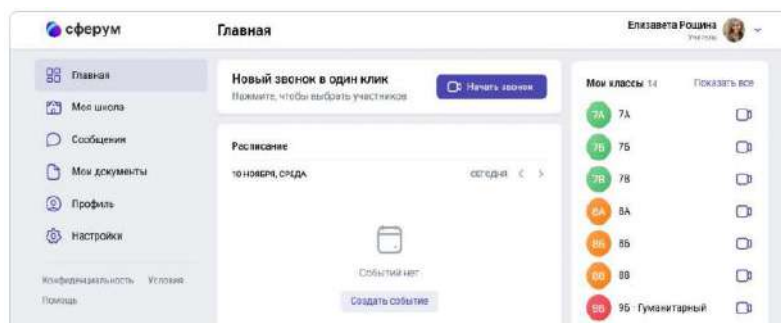 сферум
Главная
Елизавета Рощина
Учитель
Главная
Моя школа
Сообщения
Мои документы
Профиль
Настройки
Конфиденциальность Условия
Помощь
Новый звонок в один клик
Нажмите, чтобы выбрать участников
Начать звонок
Расписание
10 НОЯБРЯ, СРЕДА
сегодня
Событий нет
Создать событие
Мои классы 14
Показать все
7А 7А
7Б 7Б
7В 7В
8А 8А
8Б 8Б
8В 8В
9Б 9Б · Гуманитарный